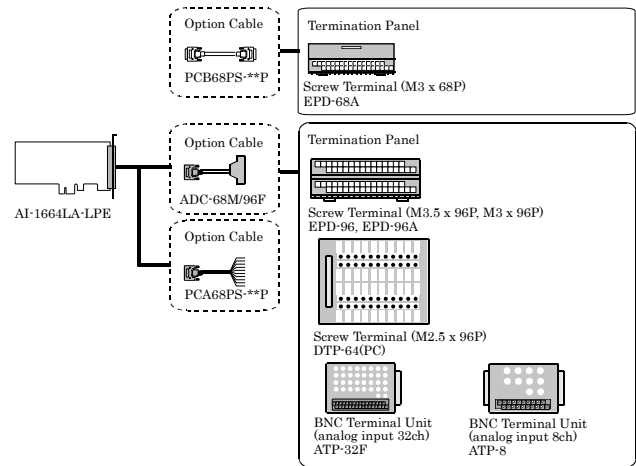 Option Cable
PCB68PS-**P
Termination Panel
Screw Terminal (M3 x 68P)
EPD-68A
AI-1664LA-LPE
Option Cable
ADC-68M/96F
Option Cable
PCA68PS-**P
Termination Panel
Screw Terminal (M3.5 x 96P, M3 x 96P)
EPD-96, EPD-96A
Screw Terminal (M2.5 x 96P)
DTP-64(PC)
BNC Terminal Unit
(analog input 32ch)
ATP-32F
BNC Terminal Unit
(analog input 8ch)
ATP-8